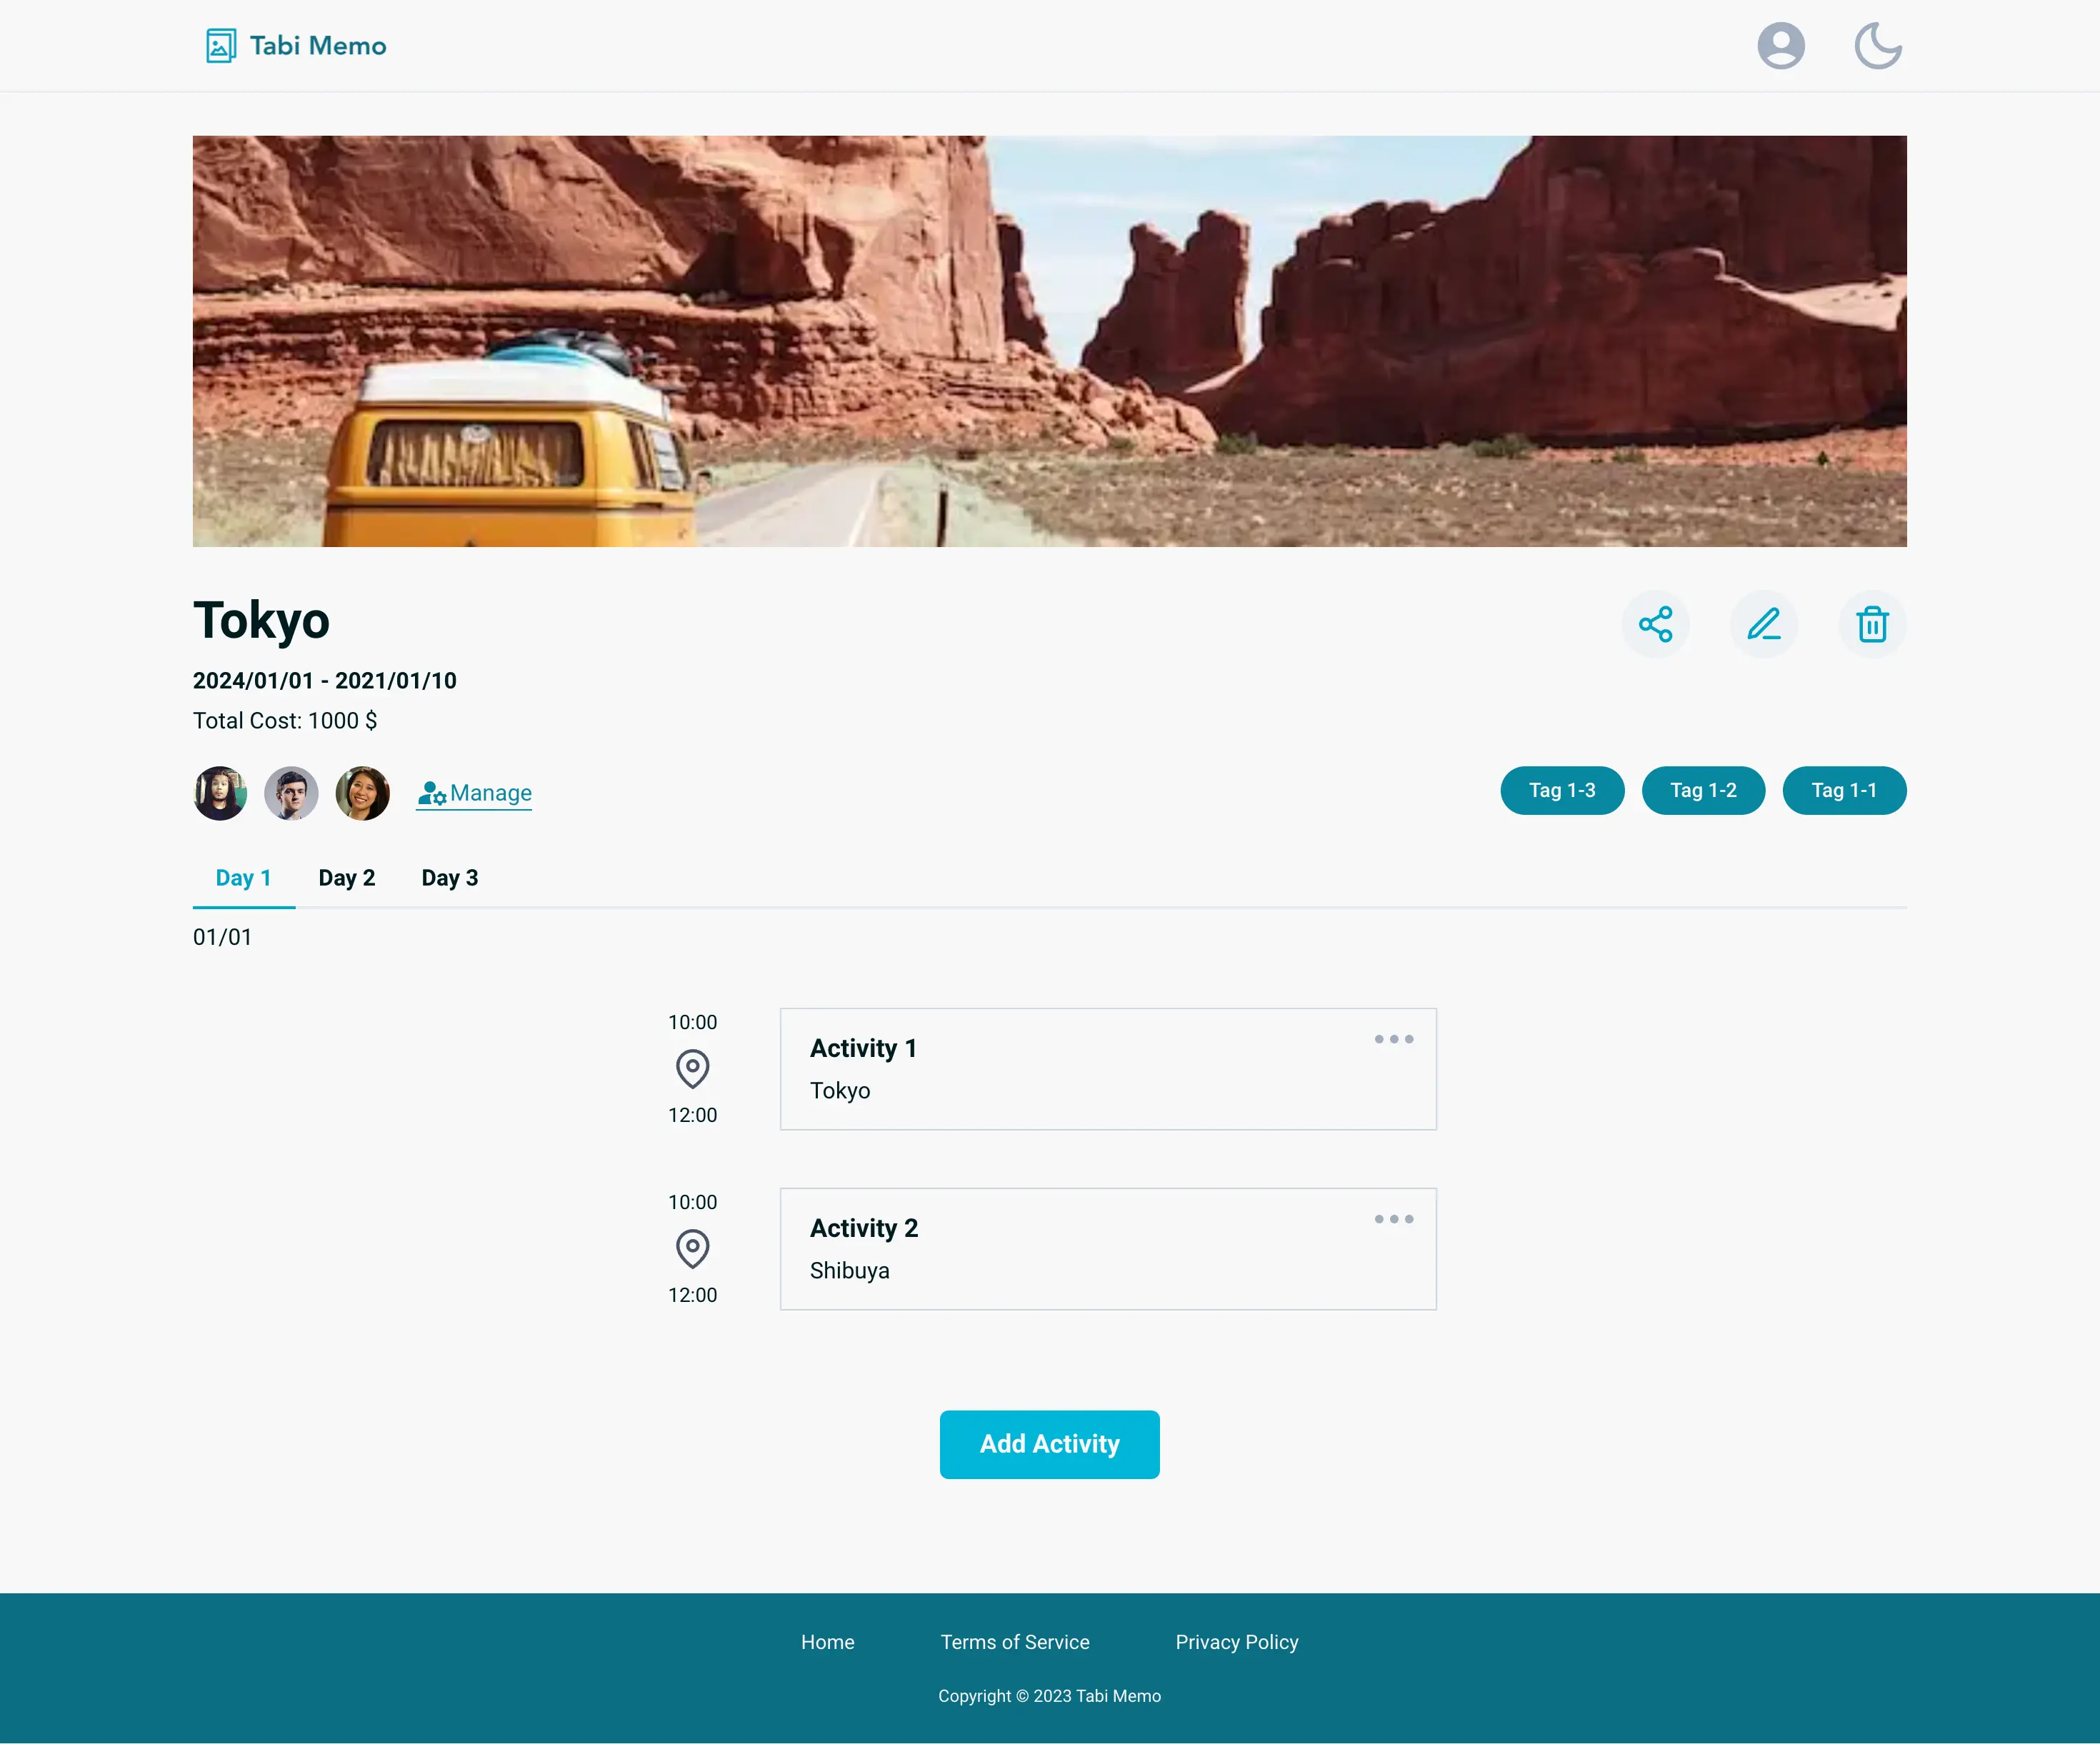 Tabi Memo
Tokyo
2024/01/01 - 2021/01/10
Total Cost: 1000 $
Manage
Tag 1-3 Tag 1-2 Tag 1-1
Day 1 Day 2 Day 3
01/01
10:00
Activity 1
Tokyo
12:00
10:00
Activity 2
Shibuya
12:00
Add Activity
Home Terms of Service Privacy Policy
Copyright © 2023 Tabi Memo